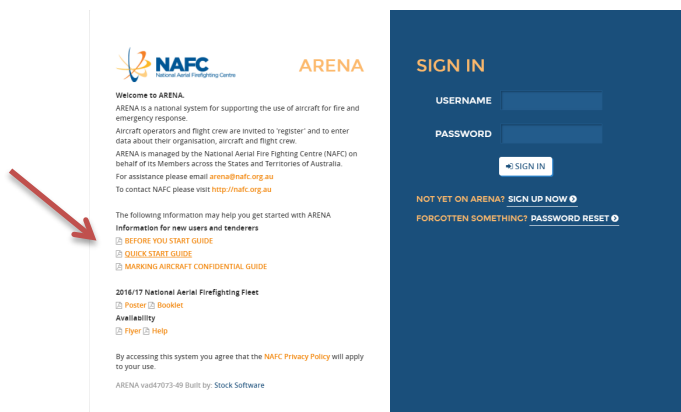 NAFC
National Aerial Firefighting Centre
ARENA
Welcome to ARENA.
ARENA is a national system for supporting the use of aircraft for fire and
emergency response.
Aircraft operators and flight crew are invited to 'register' and to enter
data about their organisation, aircraft and flight crew.
ARENA is managed by the National Aerial Fire Fighting Centre (NAFC) on
behalf of its Members across the States and Territories of Australia.
For assistance please email arena@nafc.org.au
To contact NAFC please visit http://nafc.org.au
The following information may help you get started with ARENA
Information for new users and tenderers
BEFORE YOU START GUIDE
QUICK START GUIDE
MARKING AIRCRAFT CONFIDENTIAL GUIDE
2016/17 National Aerial Firefighting Fleet
Poster Booklet
Availability
Flyer Help
By accessing this system you agree that the NAFC Privacy Policy will apply
to your use.
ARENA vad47073-49 Built by: Stock Software
SIGN IN
USERNAME
PASSWORD
SIGN IN
NOT YET ON ARENA? SIGN UP NOW
FORGOTTEN SOMETHING? PASSWORD RESET